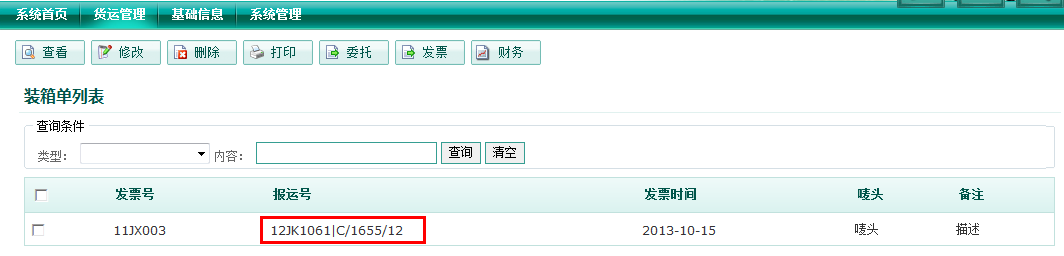 系统首页 货运管理 基础信息 系统管理
查看 修改 删除 打印 委托 发票 财务
装箱单列表
查询条件
类型： 内容： 查询 清空
发票号 报运号 发票时间 唛头 备注
11JX003 12JK1061|C/1655/12 2013-10-15 唛头 描述